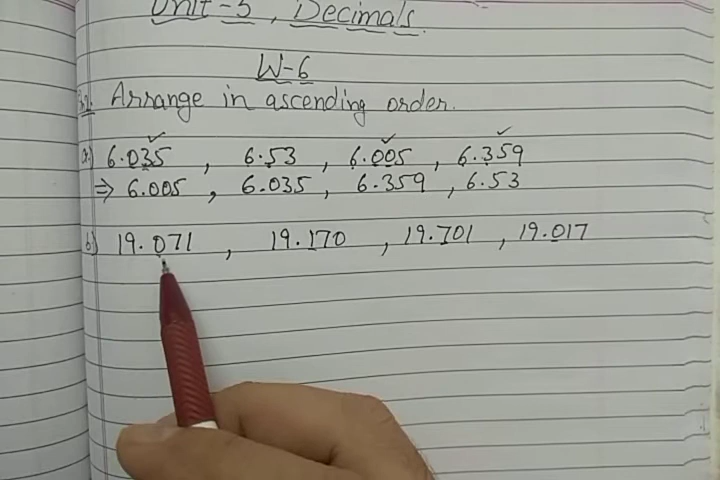 Unit-5, Decimals.
W-6
Arrange in ascending order.
a) 6.035 , 6.53 , 6.005 , 6.359
⇒ 6.005 , 6.035 , 6.359 , 6.53
b) 19.071 , 19.170 , 19.701 , 19.017